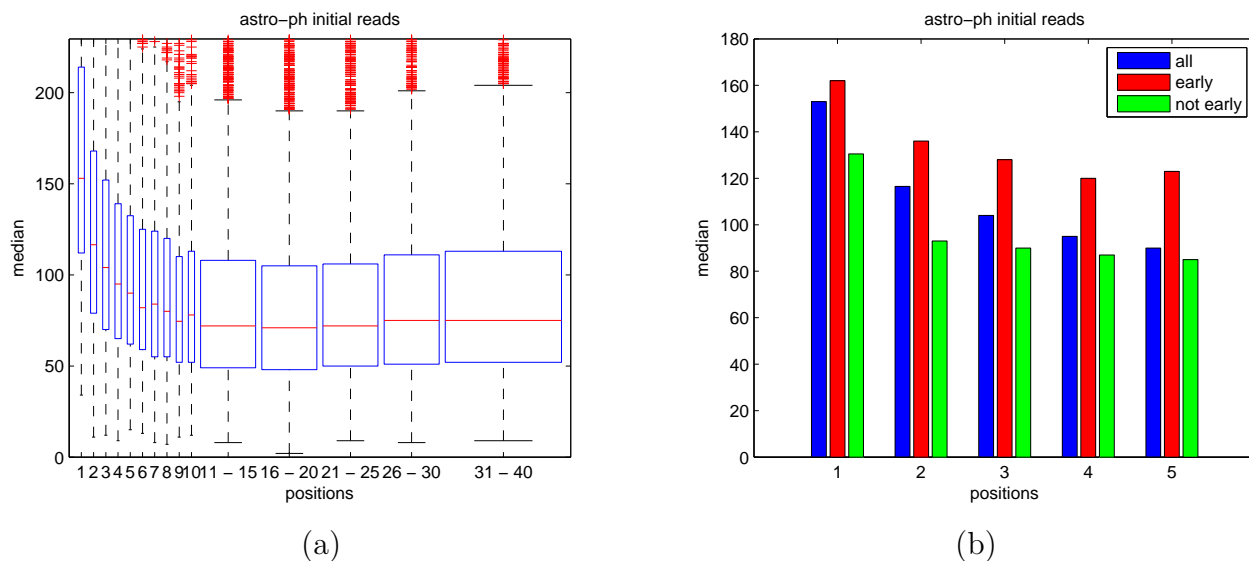 astro−ph initial reads
200
150
100
50
0
median
1 2 3 4 5 6 7 8 9 10 11 − 15 16 − 20 21 − 25 26 − 30 31 − 40
positions
(a)
astro−ph initial reads
180
160
140
120
100
80
60
40
20
0
median
all
early
not early
1 2 3 4 5
positions
(b)